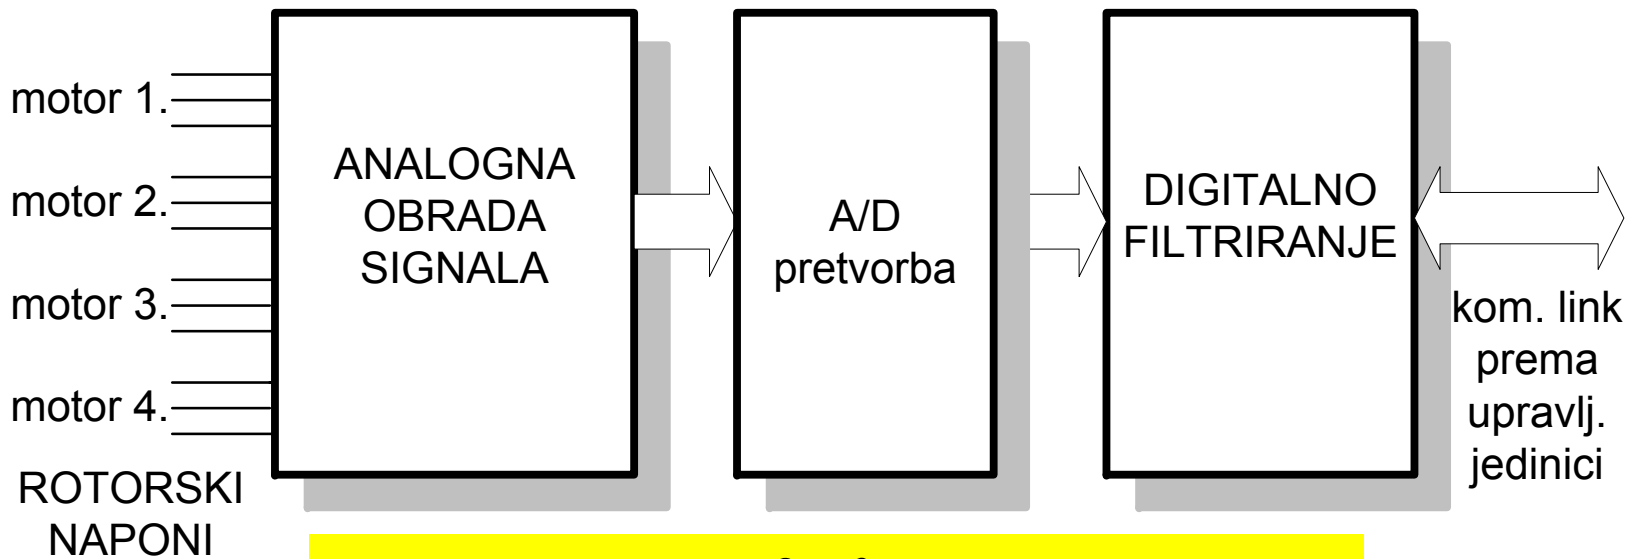 motor 1.
motor 2.
motor 3.
motor 4.
ROTORSKI
NAPONI
ANALOGNA
OBRADA
SIGNALA
A/D
pretvorba
DIGITALNO
FILTRIRANJE
kom. link
prema
upravlj.
jedinici